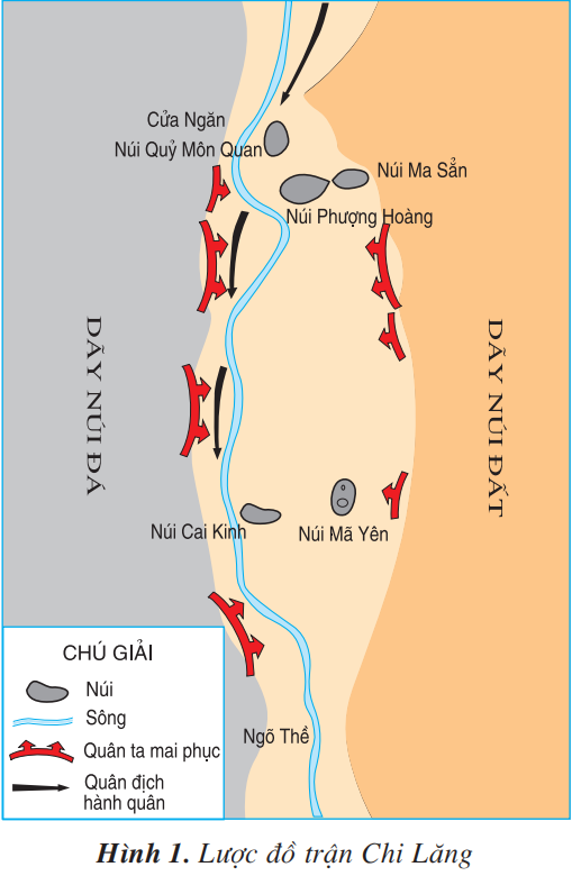 Cửa Ngăn
Núi Quỷ Môn Quan
Núi Ma Sẳn
Núi Phượng Hoàng
DÃY NÚI ĐÁ
DÃY NÚI ĐẤT
Núi Cai Kinh
Núi Mã Yên
Ngõ Thề
CHÚ GIẢI
Núi
Sông
Quân ta mai phục
Quân địch
hành quân
Hình 1. Lược đồ trận Chi Lăng